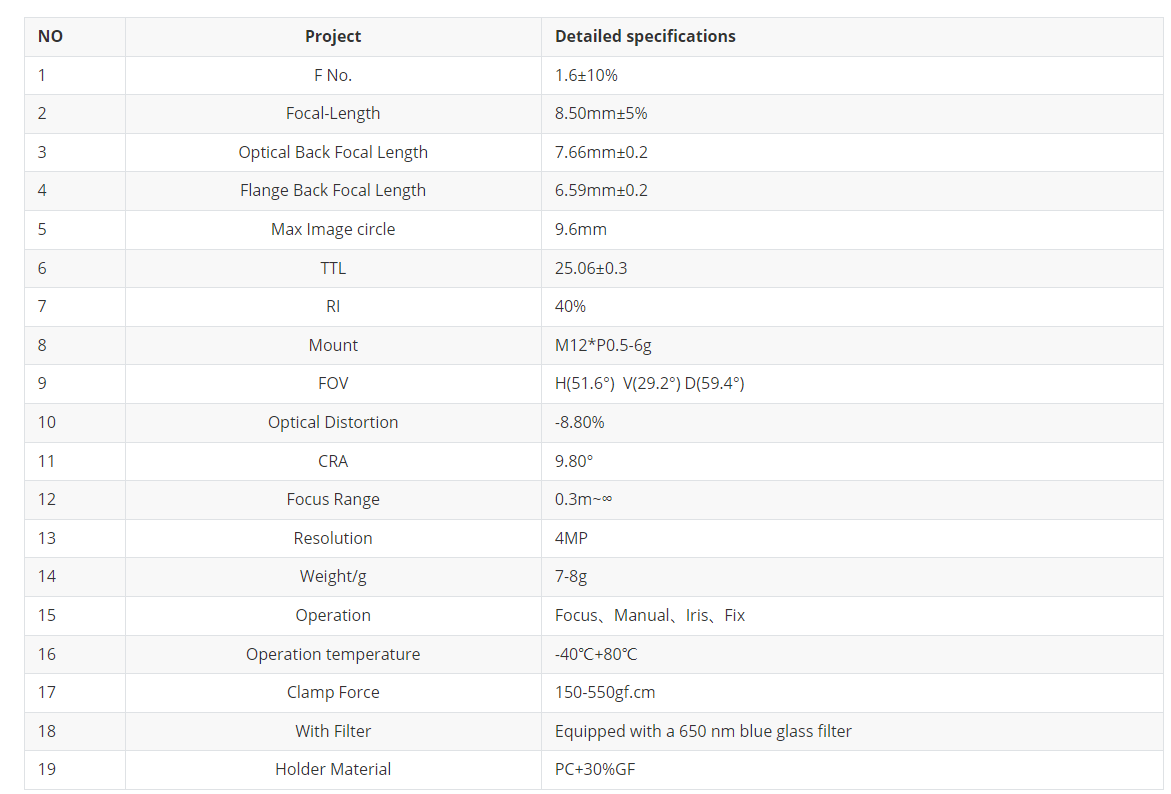 NO Project Detailed specifications
1 F No. 1.6±10%
2 Focal-Length 8.50mm±5%
3 Optical Back Focal Length 7.66mm±0.2
4 Flange Back Focal Length 6.59mm±0.2
5 Max Image circle 9.6mm
6 TTL 25.06±0.3
7 RI 40%
8 Mount M12*P0.5-6g
9 FOV H(51.6°) V(29.2°) D(59.4°)
10 Optical Distortion -8.80%
11 CRA 9.80°
12 Focus Range 0.3m~∞
13 Resolution 4MP
14 Weight/g 7-8g
15 Operation Focus、Manual、Iris、Fix
16 Operation temperature -40℃+80℃
17 Clamp Force 150-550gf.cm
18 With Filter Equipped with a 650 nm blue glass filter
19 Holder Material PC+30%GF